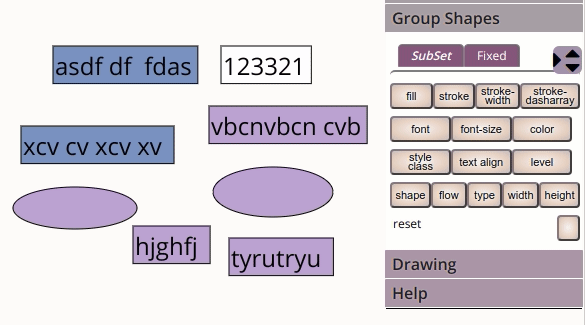 asdf df  fdas
123321
vbcnvbcn cvb
xcv cv xcv xv
hjghfj
tyrutryu
Group Shapes
SubSet Fixed
fill stroke stroke-width stroke-dasharray
font font-size color
style class text align level
shape flow type width height
reset
Drawing
Help